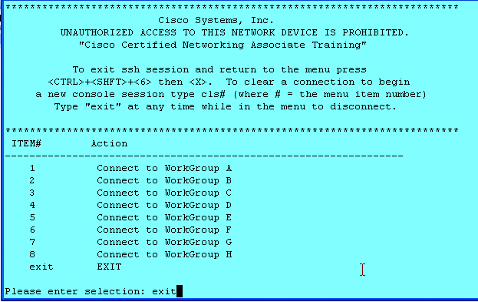 ********************************************************************
Cisco Systems, Inc.
UNAUTHORIZED ACCESS TO THIS NETWORK DEVICE IS PROHIBITED.
"Cisco Certified Networking Associate Training"
To exit ssh session and return to the menu press
<CTRL>+<SHFT>+<6> then <X>. To clear a connection to begin
a new console session type cls# (where # = the menu item number)
Type "exit" at any time while in the menu to disconnect.
********************************************************************
ITEM# Action
------------------------------------------------------------
1 Connect to WorkGroup A
2 Connect to WorkGroup B
3 Connect to WorkGroup C
4 Connect to WorkGroup D
5 Connect to WorkGroup E
6 Connect to WorkGroup F
7 Connect to WorkGroup G
8 Connect to WorkGroup H
exit EXIT
Please enter selection: exit